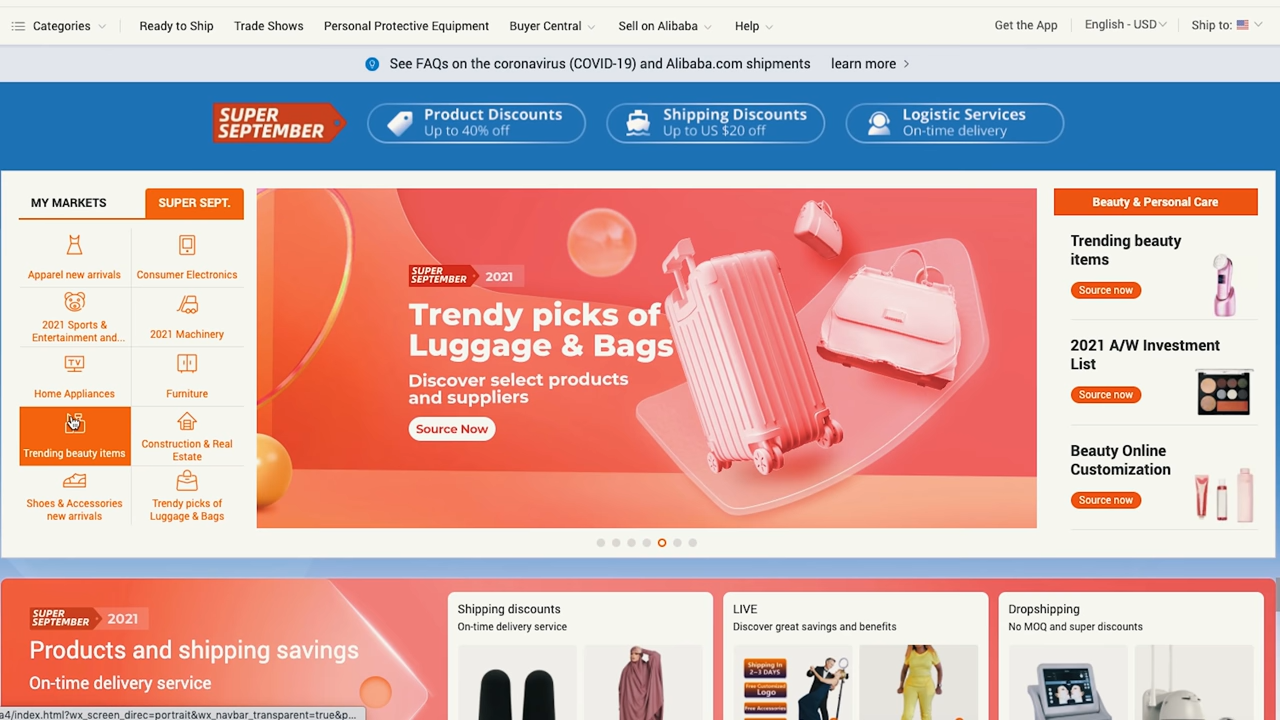 Categories
Ready to Ship
Trade Shows
Personal Protective Equipment
Buyer Central
Sell on Alibaba
Help
Get the App
English - USD
Ship to:
See FAQs on the coronavirus (COVID-19) and Alibaba.com shipments
learn more
SUPER
SEPTEMBER
Product Discounts
Up to 40% off
Shipping Discounts
Up to US $20 off
Logistic Services
On-time delivery
MY MARKETS
SUPER SEPT.
Apparel new arrivals
Consumer Electronics
2021 Sports &
Entertainment and...
2021 Machinery
TV
Home Appliances
Furniture
Trending beauty items
Construction & Real
Estate
Shoes & Accessories
new arrivals
Trendy picks of
Luggage & Bags
SUPER
SEPTEMBER
2021
Trendy picks of
Luggage & Bags
Discover select products
and suppliers
Source Now
Beauty & Personal Care
Trending beauty
items
Source now
2021 A/W Investment
List
Source now
Beauty Online
Customization
Source now
SUPER
SEPTEMBER
2021
Products and shipping savings
On-time delivery service
Shipping discounts
On-time delivery service
LIVE
Discover great savings and benefits
Shipping In
2-3 DAYS
Free Customized
Logo
Free Accessories
Dropshipping
No MOQ and super discounts
a4/index.html?wx_screen_direc=portrait&wx_navbar_transparent=true&p...